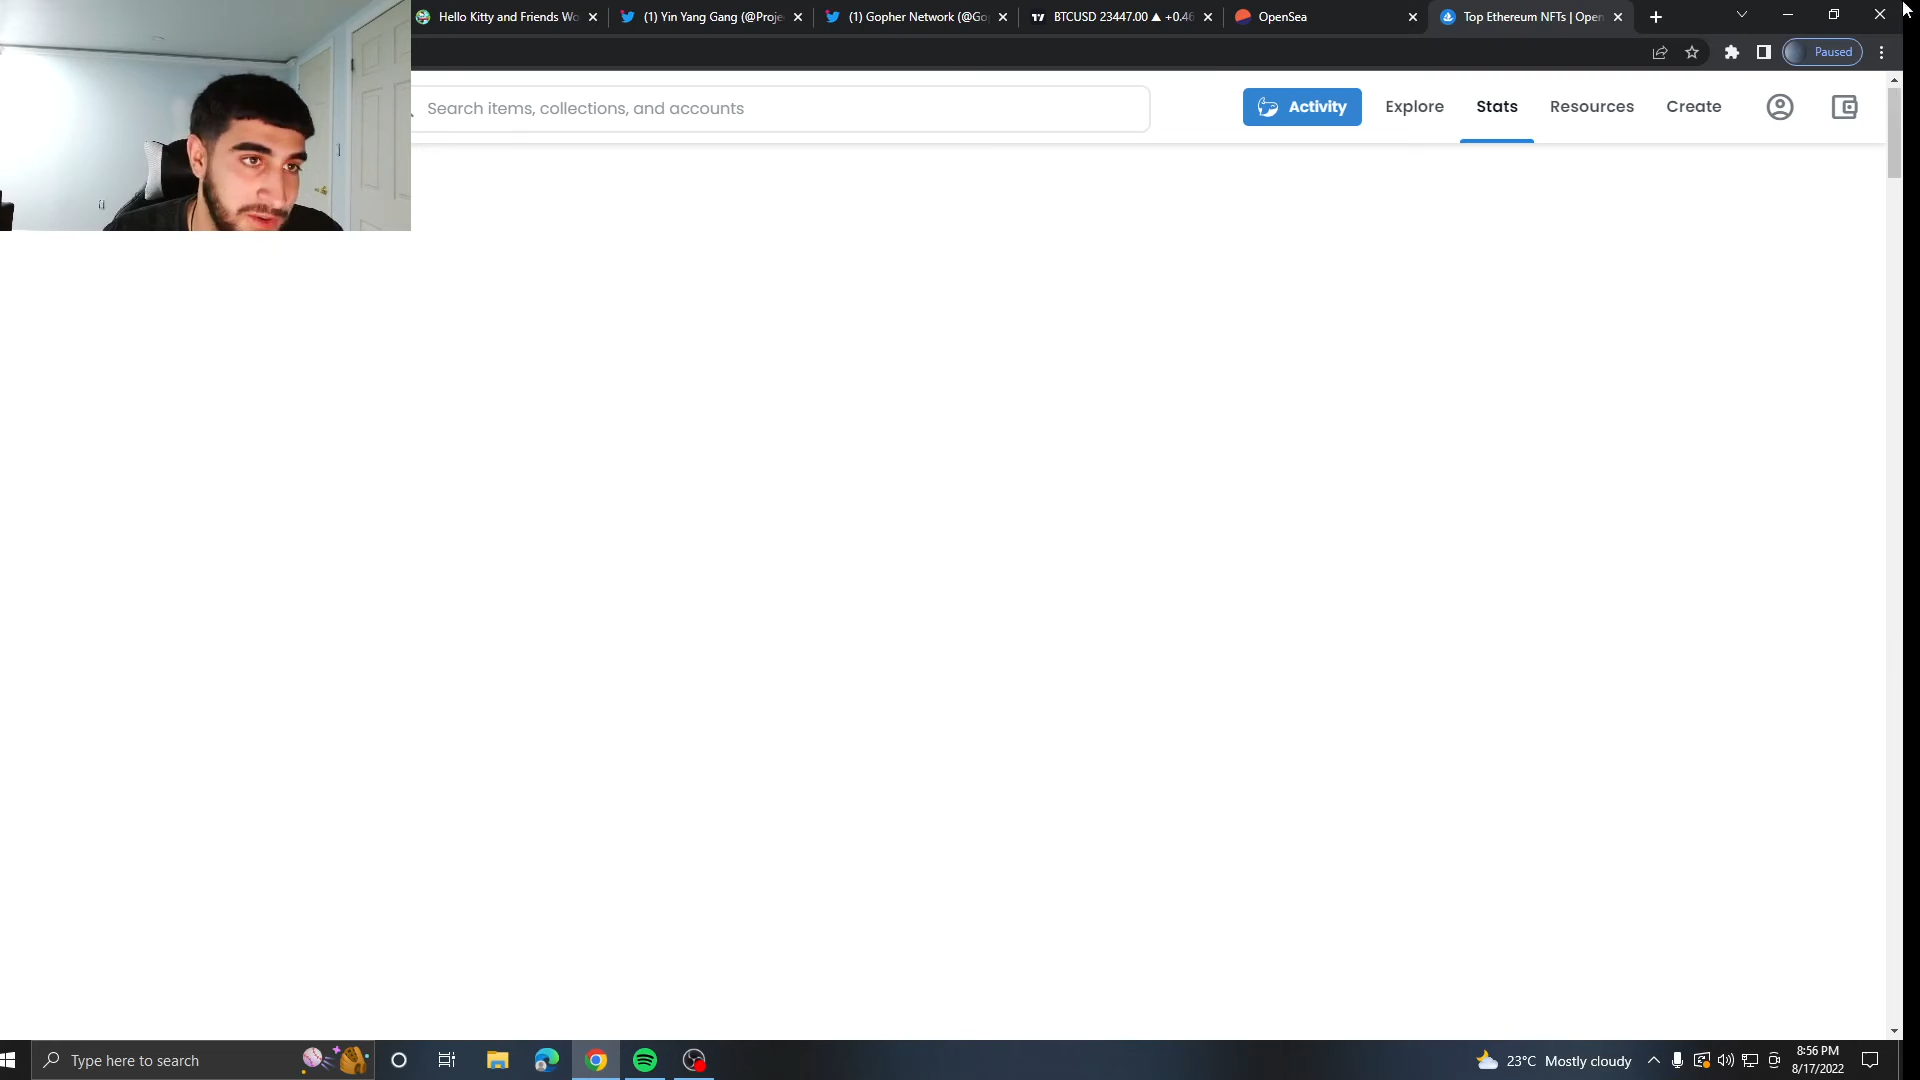 Hello Kitty and Friends Wo
(1) Yin Yang Gang (@Proje
(1) Gopher Network (@Go
BTCUSD 23447.00 ▲ +0.46
OpenSea
Top Ethereum NFTs | Open
Paused
Search items, collections, and accounts
Activity
Explore
Stats
Resources
Create
Type here to search
23°C Mostly cloudy
8:56 PM
8/17/2022